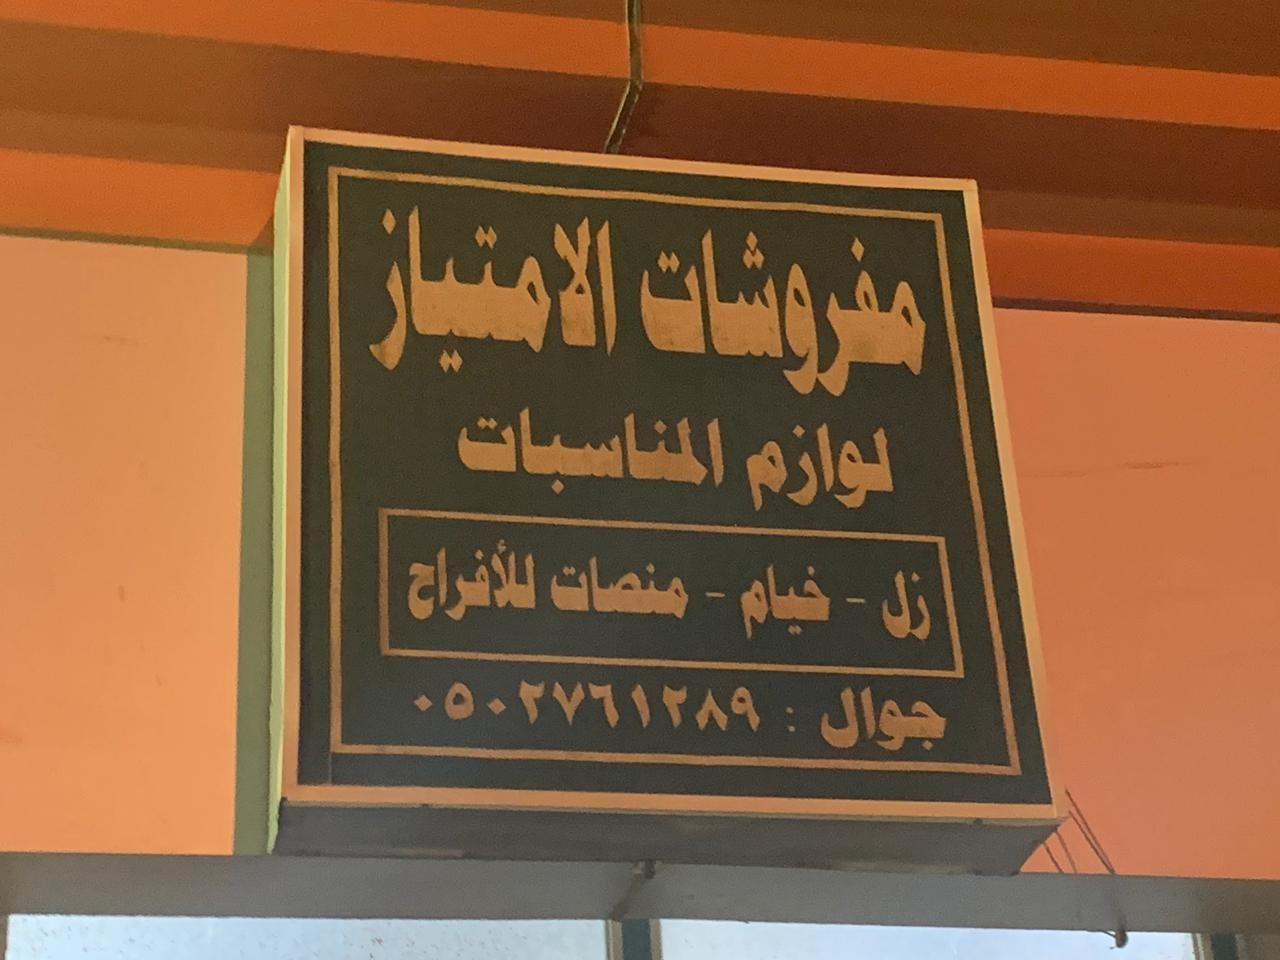 مفروشات الامتياز
لوازم المناسبات
زل - خيام - منصات للأفراح
جوال : ٠٥٠٢٧٦١٢٨٩